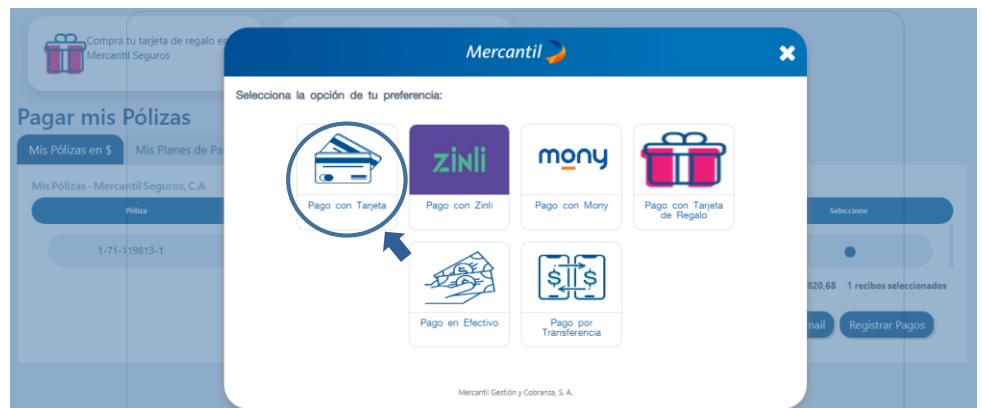 Compra tu tarjeta de regalo en
Mercantil Seguros
Mercantil
Selecciona la opción de tu preferencia:
Pagar mis Pólizas
Mis Pólizas en $
Mis Planes de
Mis Pólizas - Mercantil Seguros, C.A
Póliza
Seleccione
1-71-119813-1
820,68 1 recibos seleccionados
Registrar Pagos
zinli
mony
Pago con Tarjeta
Pago con Zinli
Pago con Mony
Pago con Tarjeta
de Regalo
Pago en Efectivo
Pago por
Transferencia
Mercantil Gestión y Cobranza, S. A.